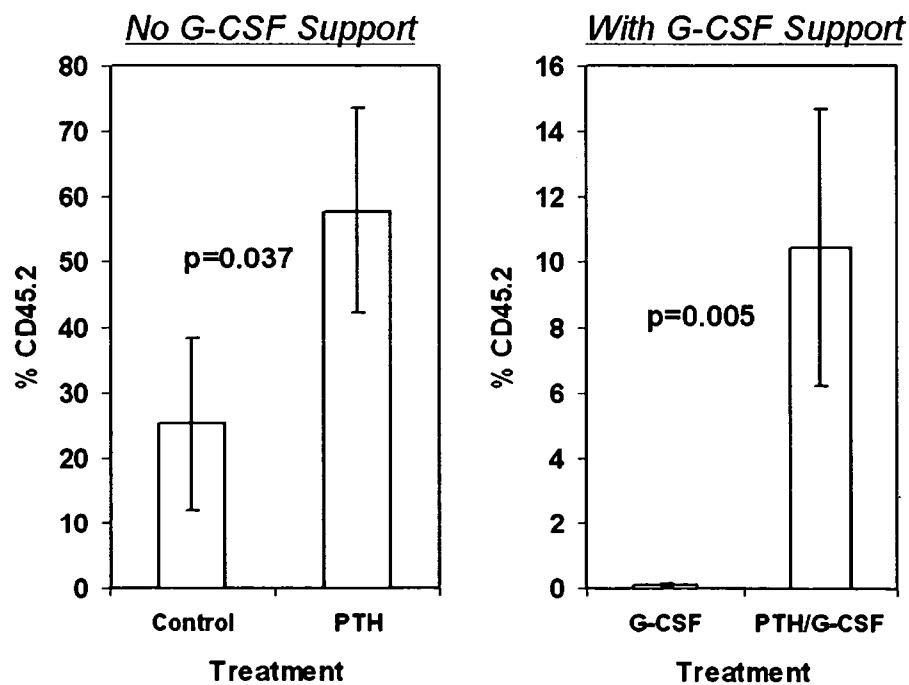 No G-CSF Support
80
70
60
50
40
30
20
10
0
% CD45.2
p=0.037
Control PTH
Treatment
With G-CSF Support
16
14
12
10
8
6
4
2
0
% CD45.2
p=0.005
G-CSF PTH/G-CSF
Treatment